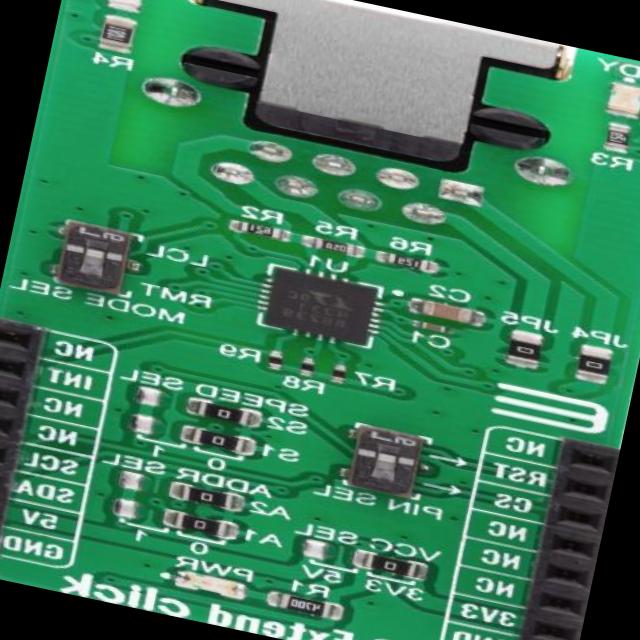 R4
DY
R3
R2
R5
R6
U1
LCL
RMT
MODE SEL
C2
C1
JP5
JP4
R9
R8
R7
NC
INT
NC
NC
SCL
SDA
5V
GND
SPEED SEL
S2
S1
1 0
ADDR SEL
A2
A1
1 0
PIN SEL
NC
RST
CS
NC
NC
NC
3V3
VCC SEL
5V 3V3
PWR
R1
4700
Extend Click